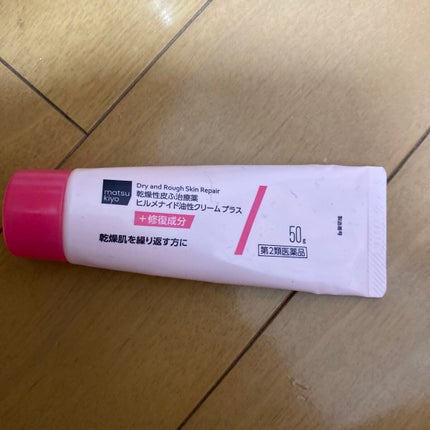 matsu
kiyo
Dry and Rough Skin Repair
乾燥性皮ふ治療薬
ヒルメナイド油性クリームプラス
+修復成分
乾燥肌を繰り返す方に
50g
第2類医薬品